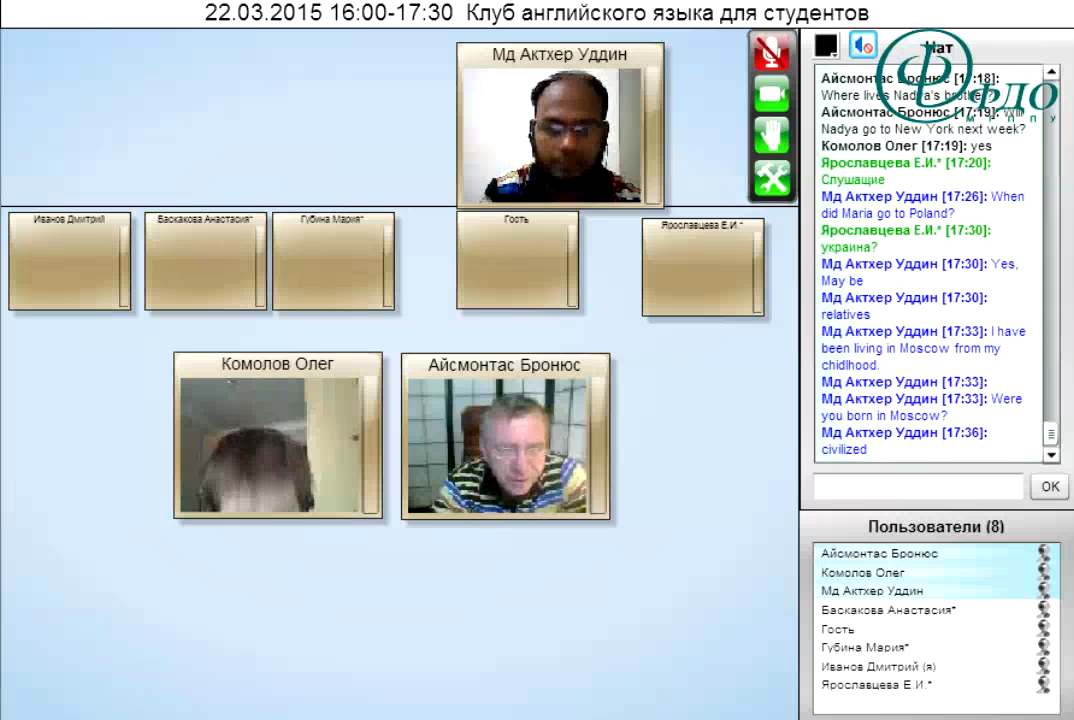 22.03.2015 16:00-17:30 Клуб английского языка для студентов
Мд Актхер Уддин
Иванов Дмитрий
Баскакова Анастасия*
Губина Мария*
Гость
Ярославцева Е.И.*
Комолов Олег
Айсмонтас Бронюс
Чат
ФДО
МГППУ
Айсмонтас Бронюс [17:18]:
Where lives Nadya's brother?
Айсмонтас Бронюс [17:19]: Will
Nadya go to New York next week?
Комолов Олег [17:19]: yes
Ярославцева Е.И.* [17:20]:
Слушащие
Мд Актхер Уддин [17:26]: When
did Maria go to Poland?
Ярославцева Е.И.* [17:30]:
украина?
Мд Актхер Уддин [17:30]: Yes,
May be
Мд Актхер Уддин [17:30]:
relatives
Мд Актхер Уддин [17:33]: I have
been living in Moscow from my
chidlhood.
Мд Актхер Уддин [17:33]:
Мд Актхер Уддин [17:33]: Were
you born in Moscow?
Мд Актхер Уддин [17:36]:
civilized
OK
Пользователи (8)
Айсмонтас Бронюс
Комолов Олег
Мд Актхер Уддин
Баскакова Анастасия*
Гость
Губина Мария*
Иванов Дмитрий (я)
Ярославцева Е.И.*